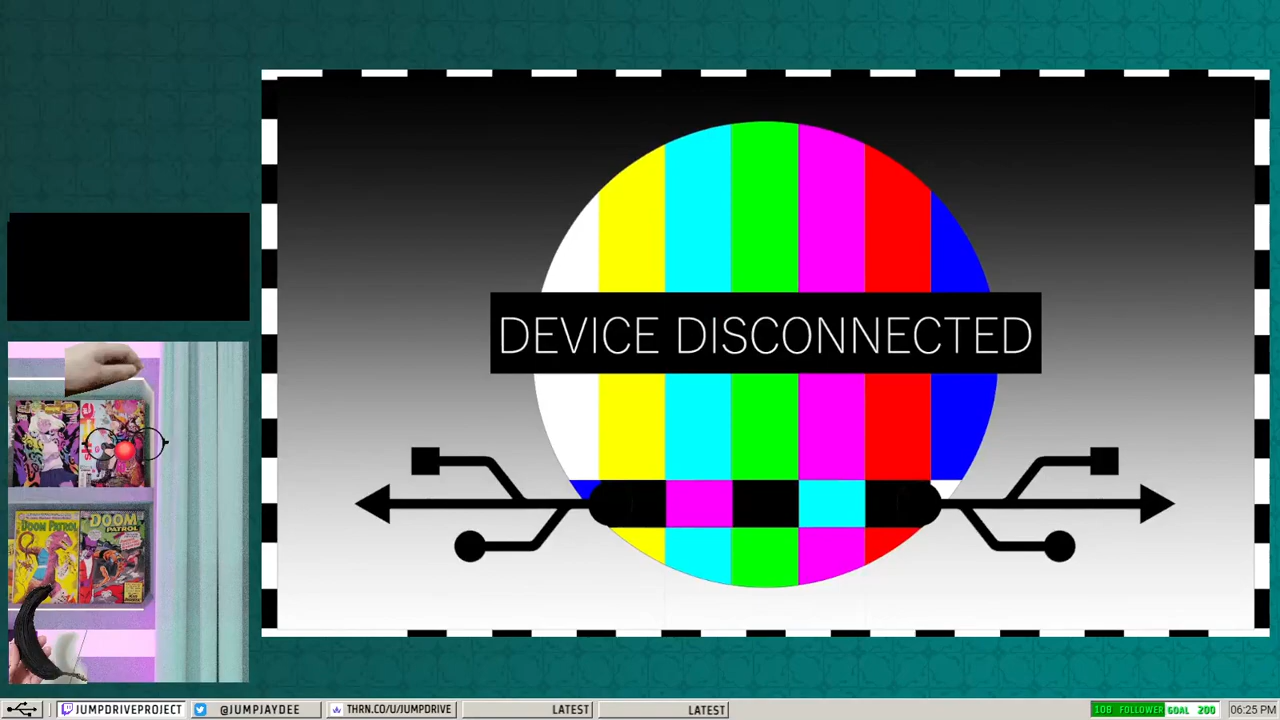 DEVICE DISCONNECTED
DOOM PATROL
DOOM
PATROL
JUMPDRIVEPROJECT
@JUMPJAYDEE
THRN.CO/U/JUMPDRIVE
LATEST
LATEST
108 FOLLOWER GOAL 200
06:25 PM